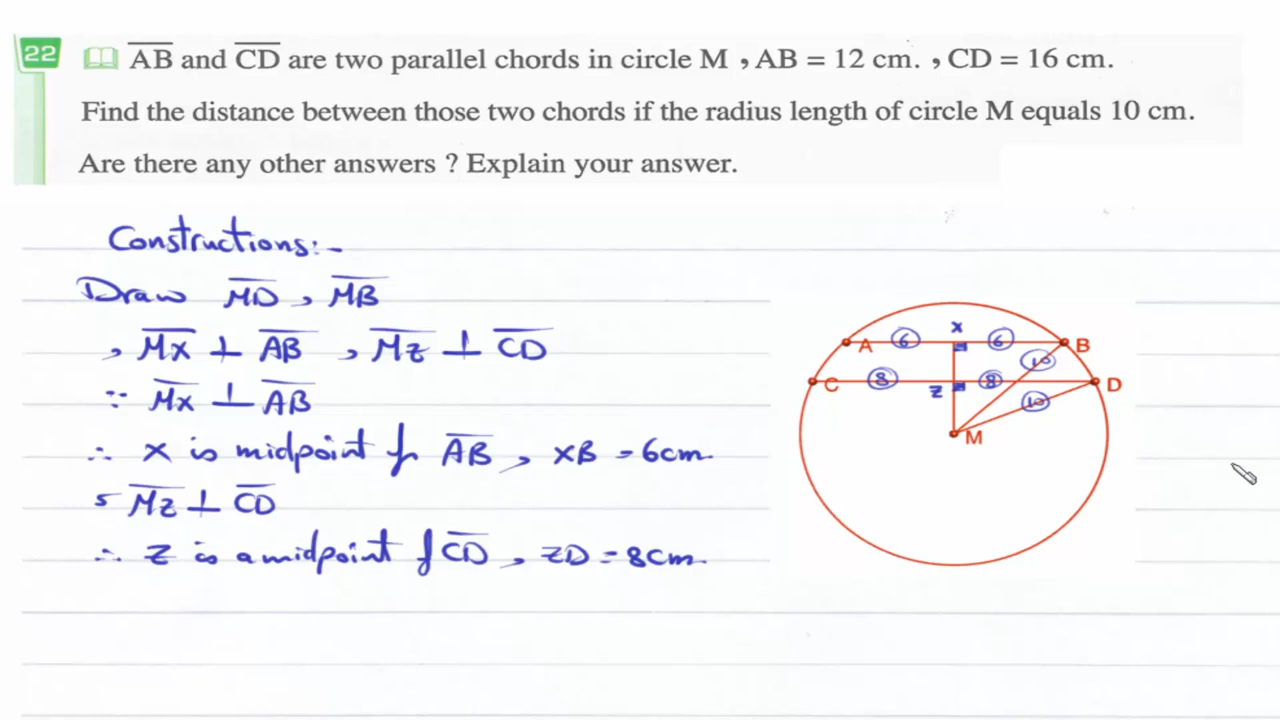 22 AB and CD are two parallel chords in circle M , AB = 12 cm. , CD = 16 cm.
Find the distance between those two chords if the radius length of circle M equals 10 cm.
Are there any other answers ? Explain your answer.
Constructions:-
Draw MD , MB
, MX ⊥ AB , MZ ⊥ CD
∵ MX ⊥ AB
∴ X is midpoint of AB , XB = 6cm
, MZ ⊥ CD
∴ Z is a midpoint of CD , ZD = 8cm
X
A 6 6 B
10
C 8 8 D
Z
10
M